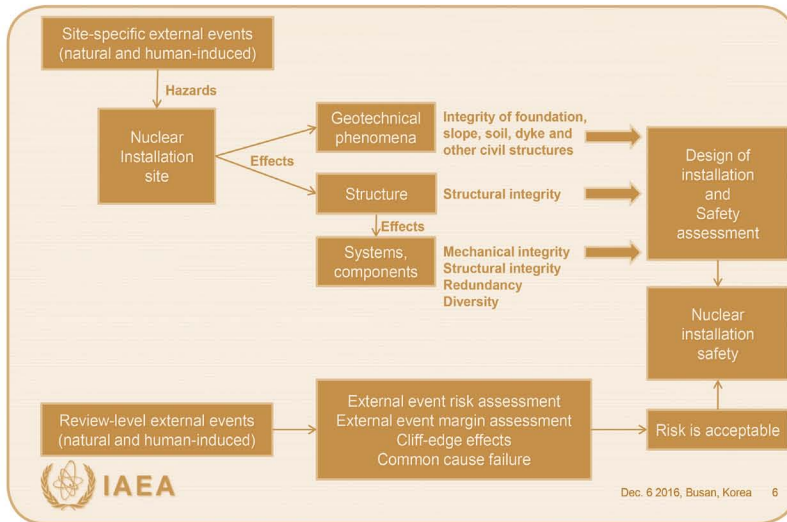 Site-specific external events
(natural and human-induced)
Hazards
Nuclear
Installation
site
Effects
Geotechnical
phenomena
Integrity of foundation,
slope, soil, dyke and
other civil structures
Structure
Structural integrity
Effects
Systems,
components
Mechanical integrity
Structural integrity
Redundancy
Diversity
Design of
installation
and
Safety
assessment
Nuclear
installation
safety
Review-level external events
(natural and human-induced)
External event risk assessment
External event margin assessment
Cliff-edge effects
Common cause failure
Risk is acceptable
IAEA
Dec. 6 2016, Busan, Korea 6